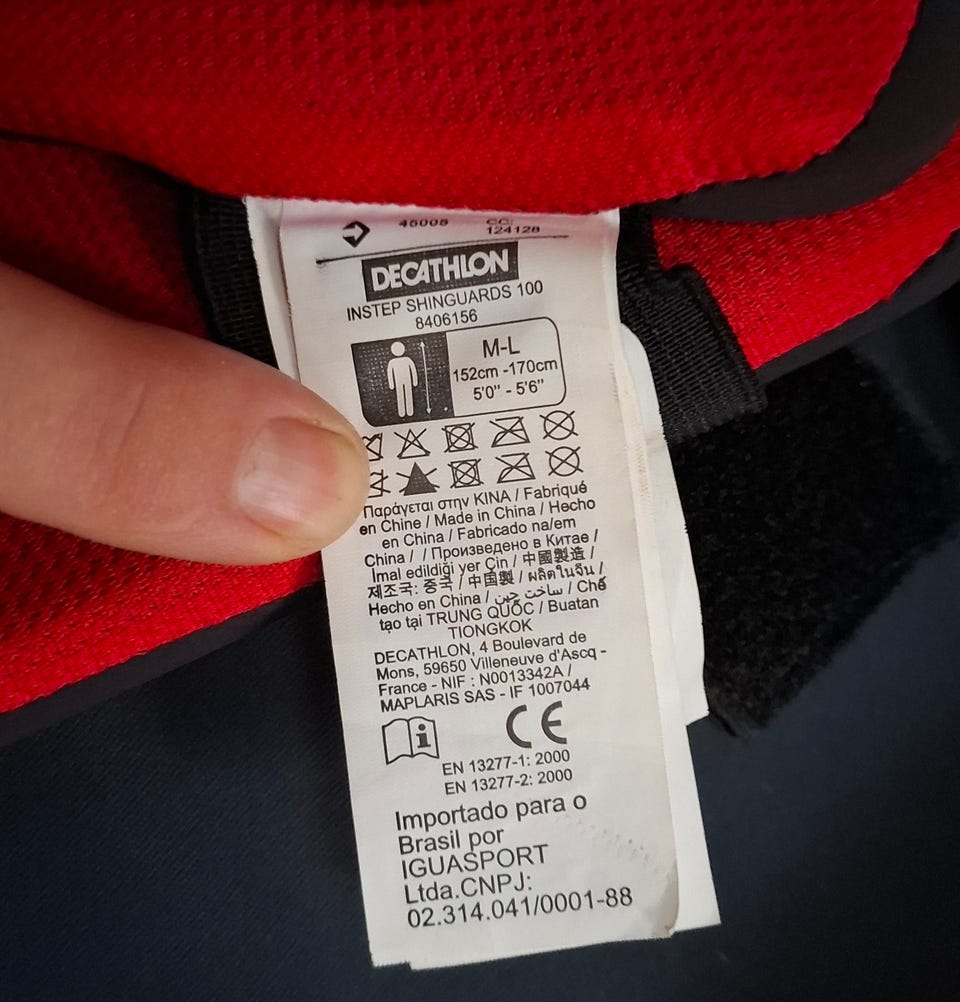 45005 CC:
124128
DECATHLON
INSTEP SHINGUARDS 100
8406156
M-L
152cm -170cm
5'0" - 5'6"
Παράγεται στην ΚΙΝΑ / Fabriqué
en Chine / Made in China / Hecho
en China / Fabricado na/em
China / / Произведено в Китае /
İmal edildiği yer Çin / 中國製造 /
제조국: 중국 / 中国製 / ผลิตในจีน /
Hecho en China / ساخت چین / Chế
tạo tại TRUNG QUỐC / Buatan
TIONGKOK
DECATHLON, 4 Boulevard de
Mons, 59650 Villeneuve d'Ascq -
France - NIF : N0013342A /
MAPLARIS SAS - IF 1007044
i CE
EN 13277-1: 2000
EN 13277-2: 2000
Importado para o
Brasil por
IGUASPORT
Ltda.CNPJ:
02.314.041/0001-88